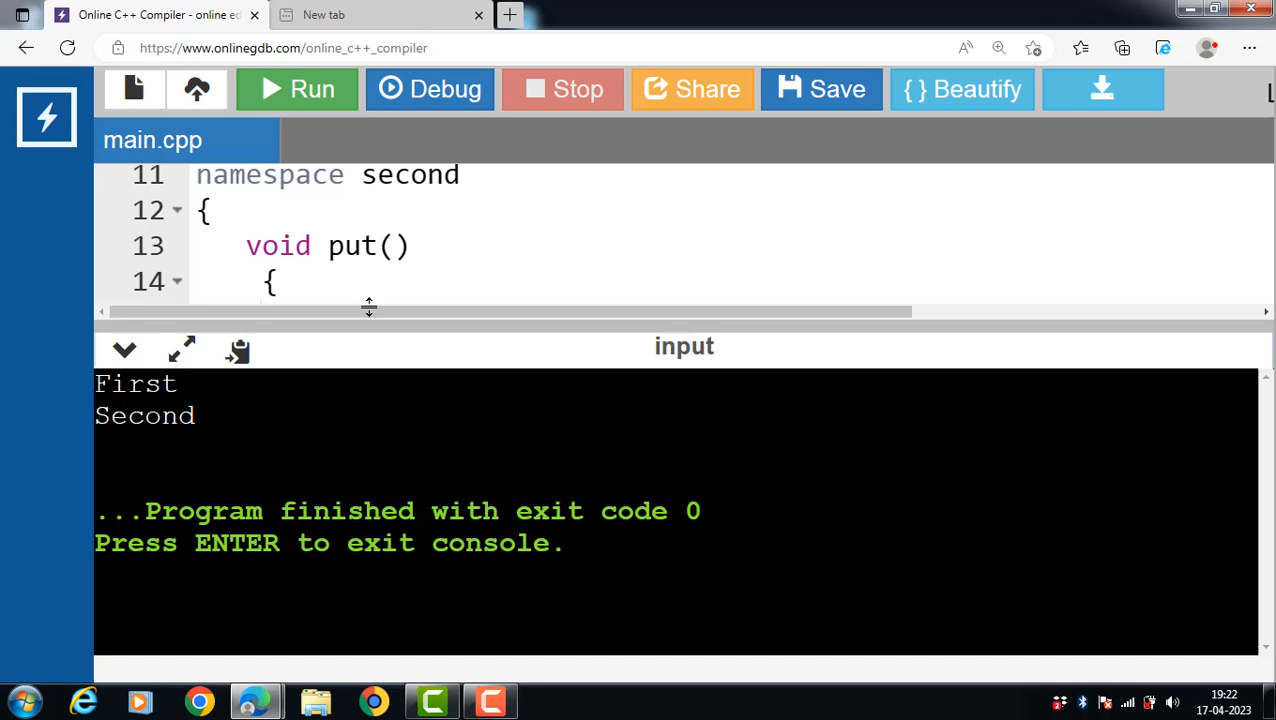 Online C++ Compiler - online ed
New tab
https://www.onlinegdb.com/online_c++_compiler
Run
Debug
Stop
Share
Save
{ } Beautify
L
main.cpp
11 namespace second
12 {
13 void put()
14 {
input
First
Second
...Program finished with exit code 0
Press ENTER to exit console.
19:22
17-04-2023